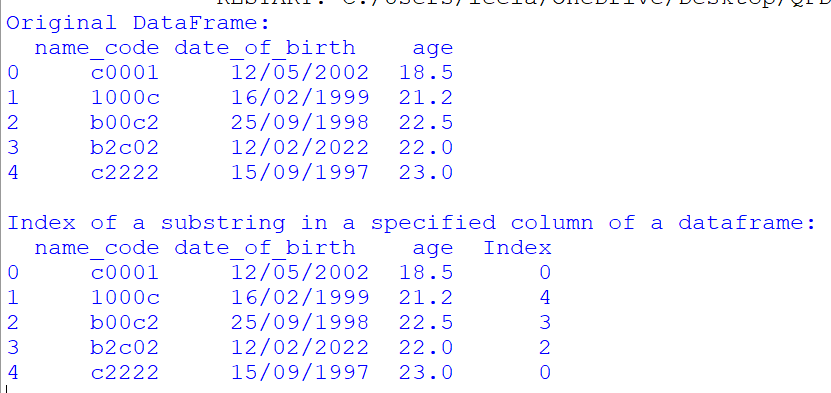 Original DataFrame:
name_code date_of_birth age
0 c0001 12/05/2002 18.5
1 1000c 16/02/1999 21.2
2 b00c2 25/09/1998 22.5
3 b2c02 12/02/2022 22.0
4 c2222 15/09/1997 23.0
Index of a substring in a specified column of a dataframe:
name_code date_of_birth age Index
0 c0001 12/05/2002 18.5 0
1 1000c 16/02/1999 21.2 4
2 b00c2 25/09/1998 22.5 3
3 b2c02 12/02/2022 22.0 2
4 c2222 15/09/1997 23.0 0